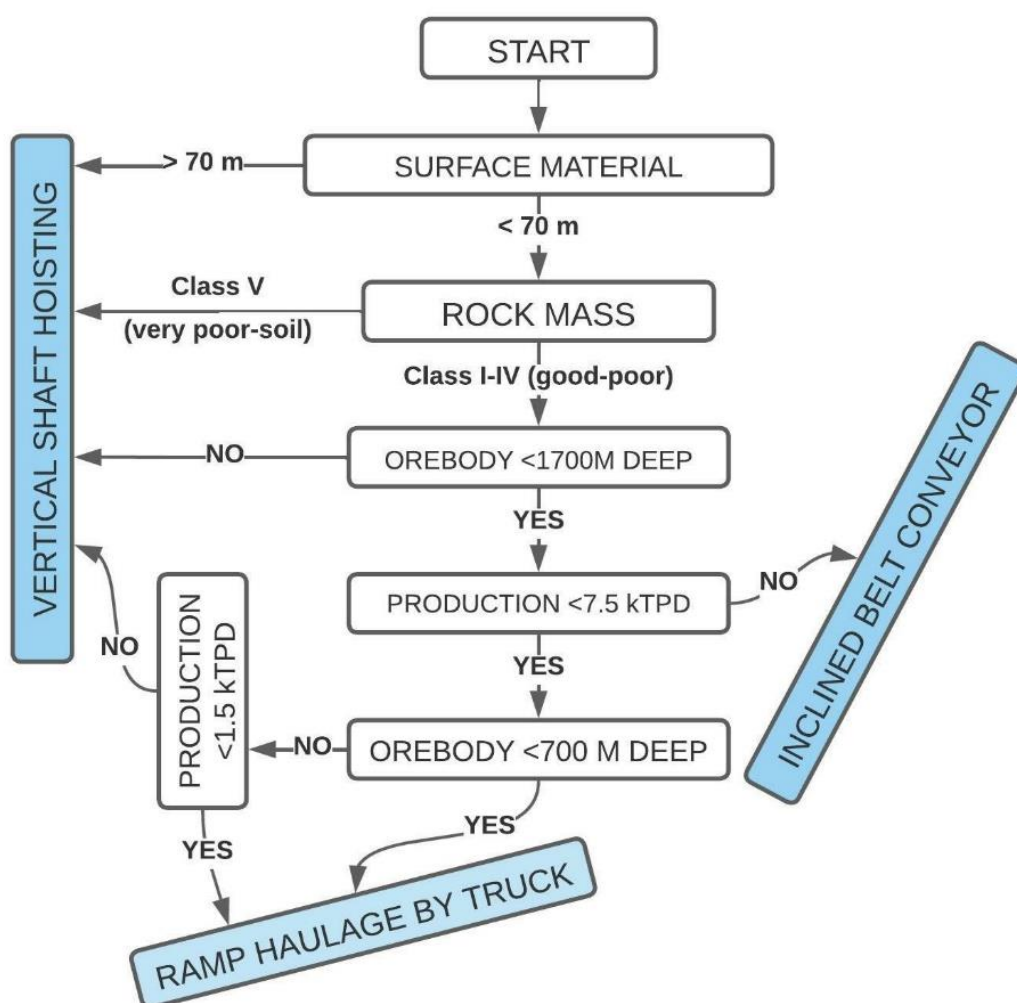 START
> 70 m
SURFACE MATERIAL
< 70 m
Class V
(very poor-soil)
ROCK MASS
Class I-IV (good-poor)
VERTICAL SHAFT HOISTING
NO
OREBODY <1700M DEEP
YES
PRODUCTION <7.5 kTPD
NO
INCLINED BELT CONVEYOR
YES
NO
PRODUCTION
<1.5 kTPD
NO
OREBODY <700 M DEEP
YES
YES
RAMP HAULAGE BY TRUCK